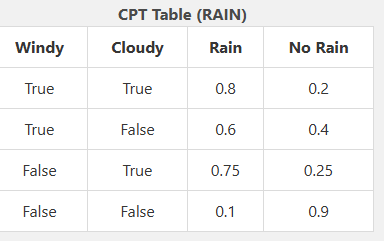 CPT Table (RAIN)
Windy Cloudy Rain No Rain
True True 0.8 0.2
True False 0.6 0.4
False True 0.75 0.25
False False 0.1 0.9